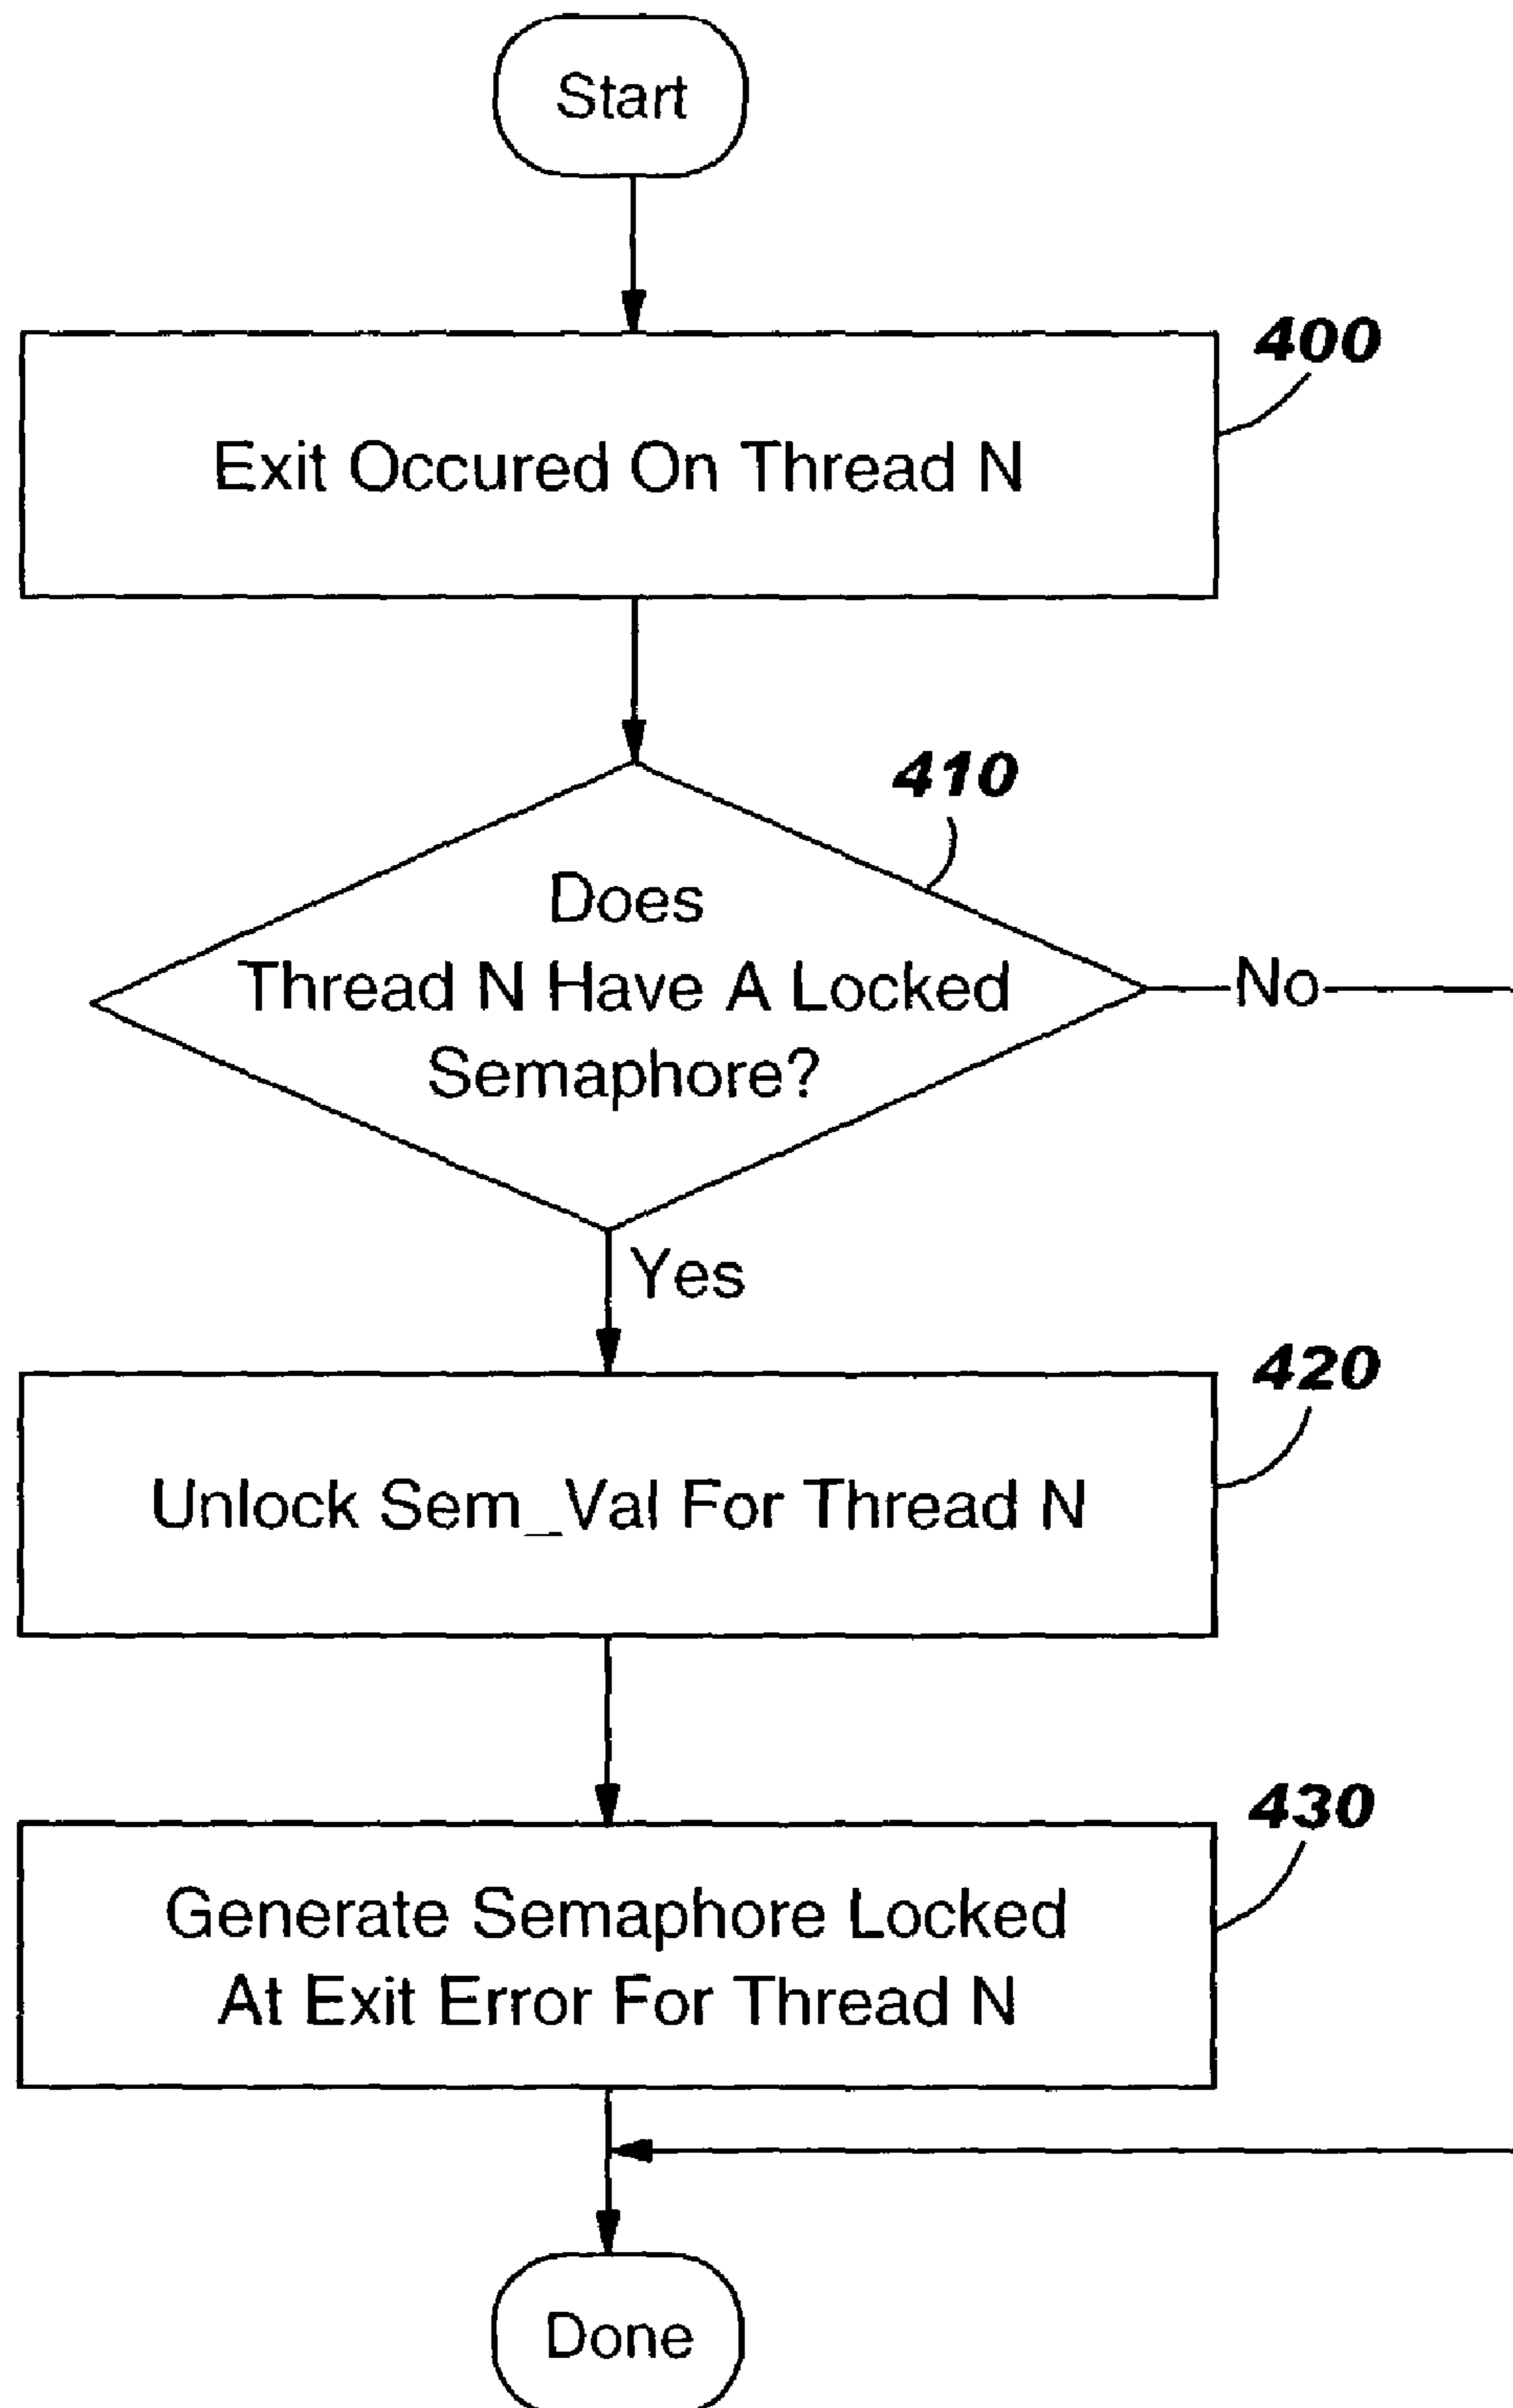 Start
400
Exit Occured On Thread N
410
Does
Thread N Have A Locked
Semaphore?
No
Yes
420
Unlock Sem_Val For Thread N
430
Generate Semaphore Locked
At Exit Error For Thread N
Done